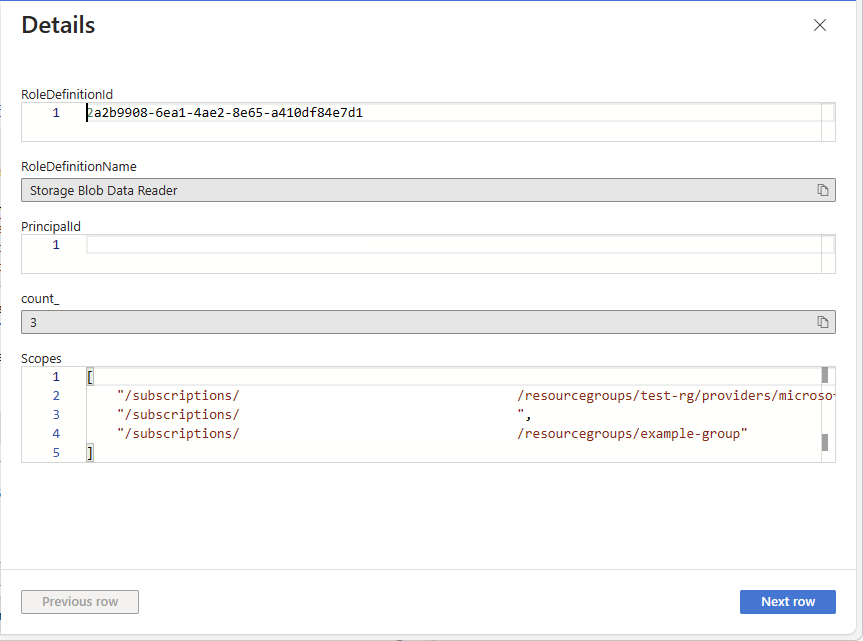 Details
RoleDefinitionId
1 2a2b9908-6ea1-4ae2-8e65-a410df84e7d1
RoleDefinitionName
Storage Blob Data Reader
PrincipalId
1
count_
3
Scopes
1 [
2 "/subscriptions/ /resourcegroups/test-rg/providers/microso
3 "/subscriptions/ ",
4 "/subscriptions/ /resourcegroups/example-group"
5 ]
Previous row
Next row